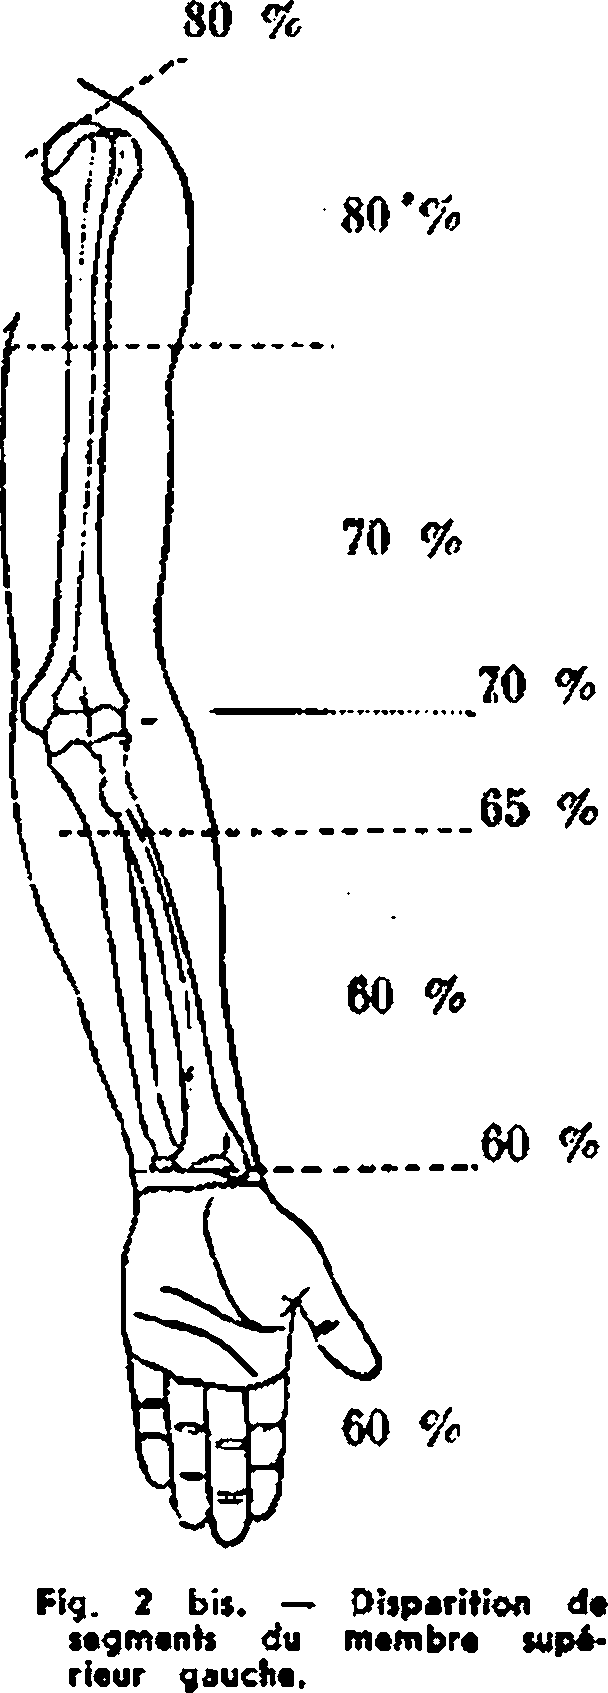 80 %
80 %
70 %
70 %
65 %
60 %
60 %
60 %
Fig. 2 bis. — Disparition de
segments du membre supé-
rieur gauche.